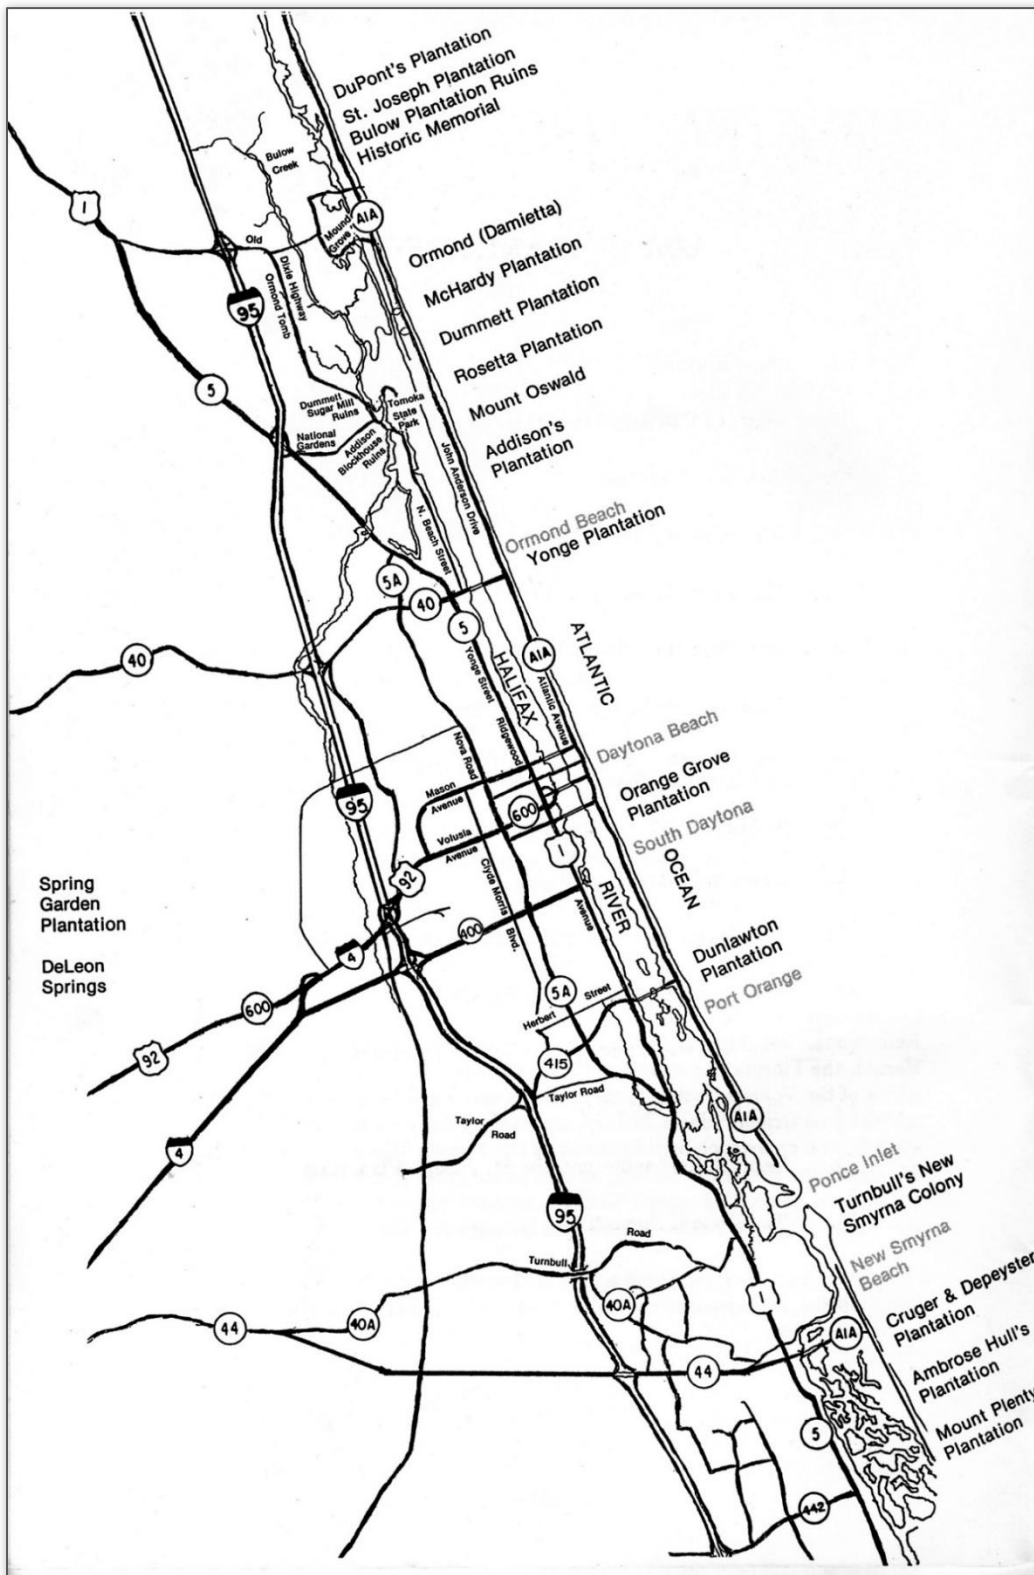 DuPont's Plantation
St. Joseph Plantation
Bulow Plantation Ruins
Historic Memorial
Bulow
Creek
1
A1A
Mound
Grove
Old
Dixie Highway
Ormond Tomb
95
Ormond (Damietta)
McHardy Plantation
Dummett Plantation
Rosetta Plantation
Mount Oswald
Addison's
Plantation
5
Dummett
Sugar Mill
Ruins
Tomoka
State
Park
National
Gardens
Addison
Blockhouse
Ruins
John Anderson Drive
N. Beach Street
Ormond Beach
Yonge Plantation
5A
40
5
40
Yonge Street
HALIFAX
A1A
ATLANTIC
Atlantic Avenue
Ridgewood
Nova Road
Daytona Beach
Orange Grove
Plantation
South Daytona
95
Mason
Avenue
600
Volusia
Avenue
1
92
Clyde Morris
Blvd.
OCEAN
RIVER
Avenue
Spring
Garden
Plantation
DeLeon
Springs
400
4
Dunlawton
Plantation
Port Orange
5A
600
Herbert
Street
92
415
Taylor Road
Taylor
Road
A1A
4
Ponce Inlet
Turnbull's New
Smyrna Colony
95
New Smyrna
Beach
Turnbull
Road
1
Cruger & Depeyster
Plantation
40A
44
40A
A1A
Ambrose Hull's
Plantation
44
Mount Plenty
Plantation
5
442